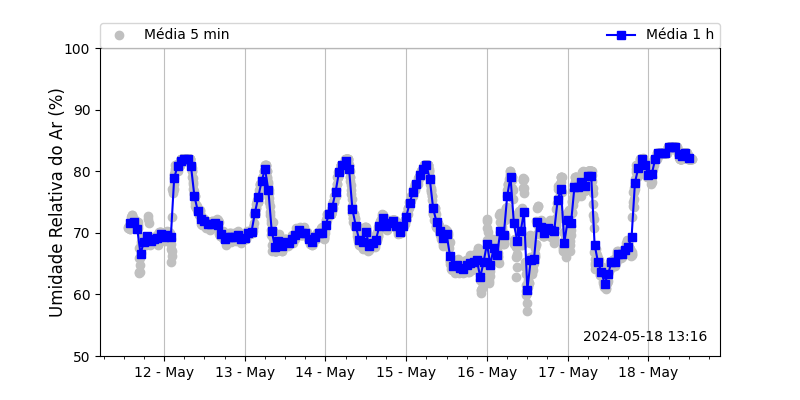 Média 5 min
Média 1 h
Umidade Relativa do Ar (%)
100
90
80
70
60
50
2024-05-18 13:16
12 - May
13 - May
14 - May
15 - May
16 - May
17 - May
18 - May